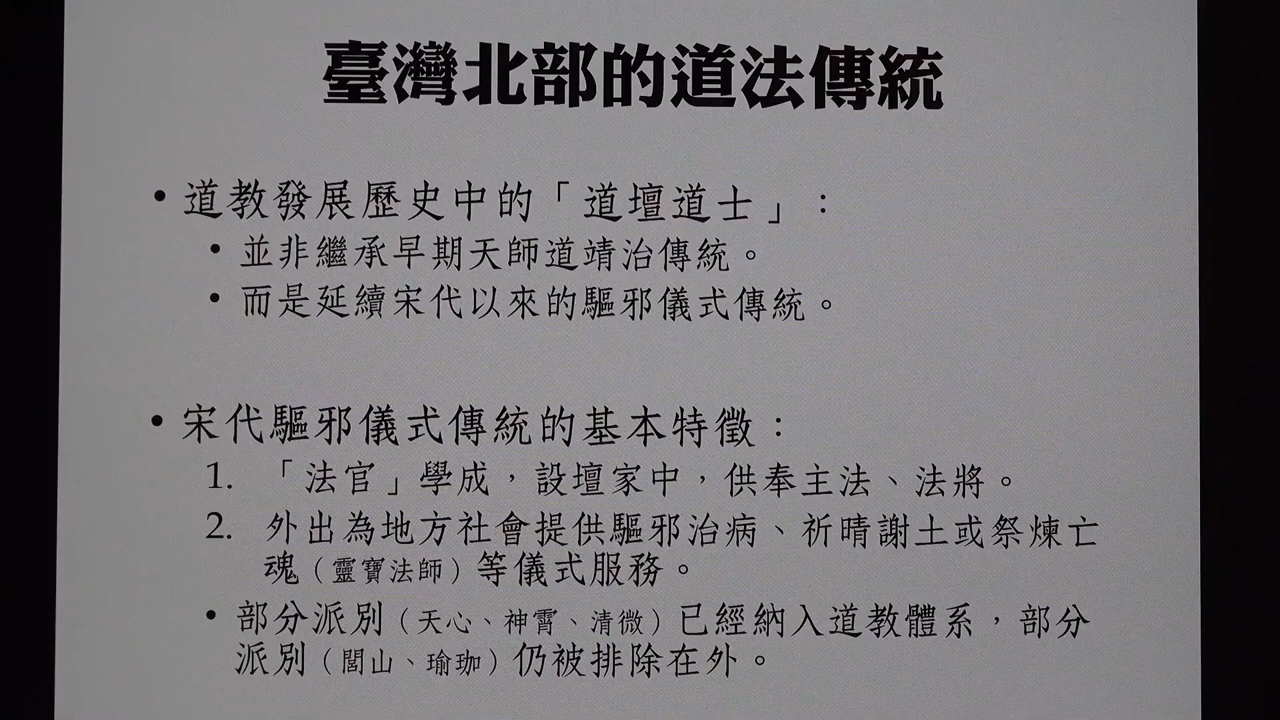 臺灣北部的道法傳統
• 道教發展歷史中的「道壇道士」：
• 並非繼承早期天師道靖治傳統。
• 而是延續宋代以來的驅邪儀式傳統。
• 宋代驅邪儀式傳統的基本特徵：
1. 「法官」學成，設壇家中，供奉主法、法將。
2. 外出為地方社會提供驅邪治病、祈晴謝土或祭煉亡
魂（靈寶法師）等儀式服務。
• 部分派別（天心、神霄、清微）已經納入道教體系，部分
派別（閭山、瑜珈）仍被排除在外。